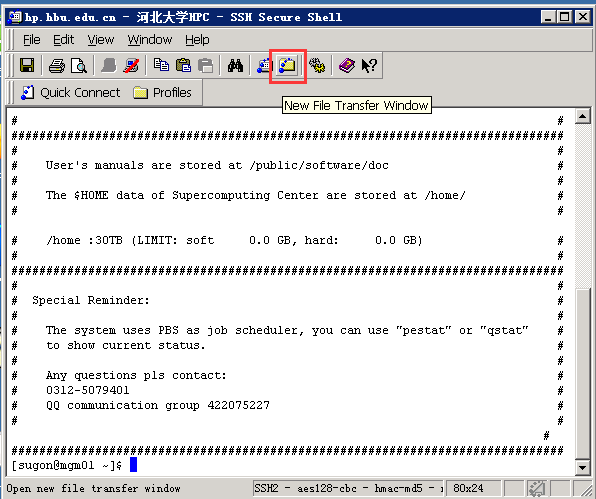 hp.hbu.edu.cn - 河北大学HPC - SSH Secure Shell
File Edit View Window Help
Quick Connect Profiles
New File Transfer Window
# #
################################################################################
# #
# User's manuals are stored at /public/software/doc #
# #
# The $HOME data of Supercomputing Center are stored at /home/ #
# #
# /home :30TB (LIMIT: soft 0.0 GB, hard: 0.0 GB) #
# #
################################################################################
# #
# Special Reminder: #
# #
# The system uses PBS as job scheduler, you can use "pestat" or "qstat" #
# to show current status. #
# #
# Any questions pls contact: #
# 0312-5079401 #
# QQ communication group 422075227 #
# #
# #
################################################################################
[sugon@mgm01 ~]$
Open new file transfer window SSH2 - aes128-cbc - hmac-md5 - 80x24